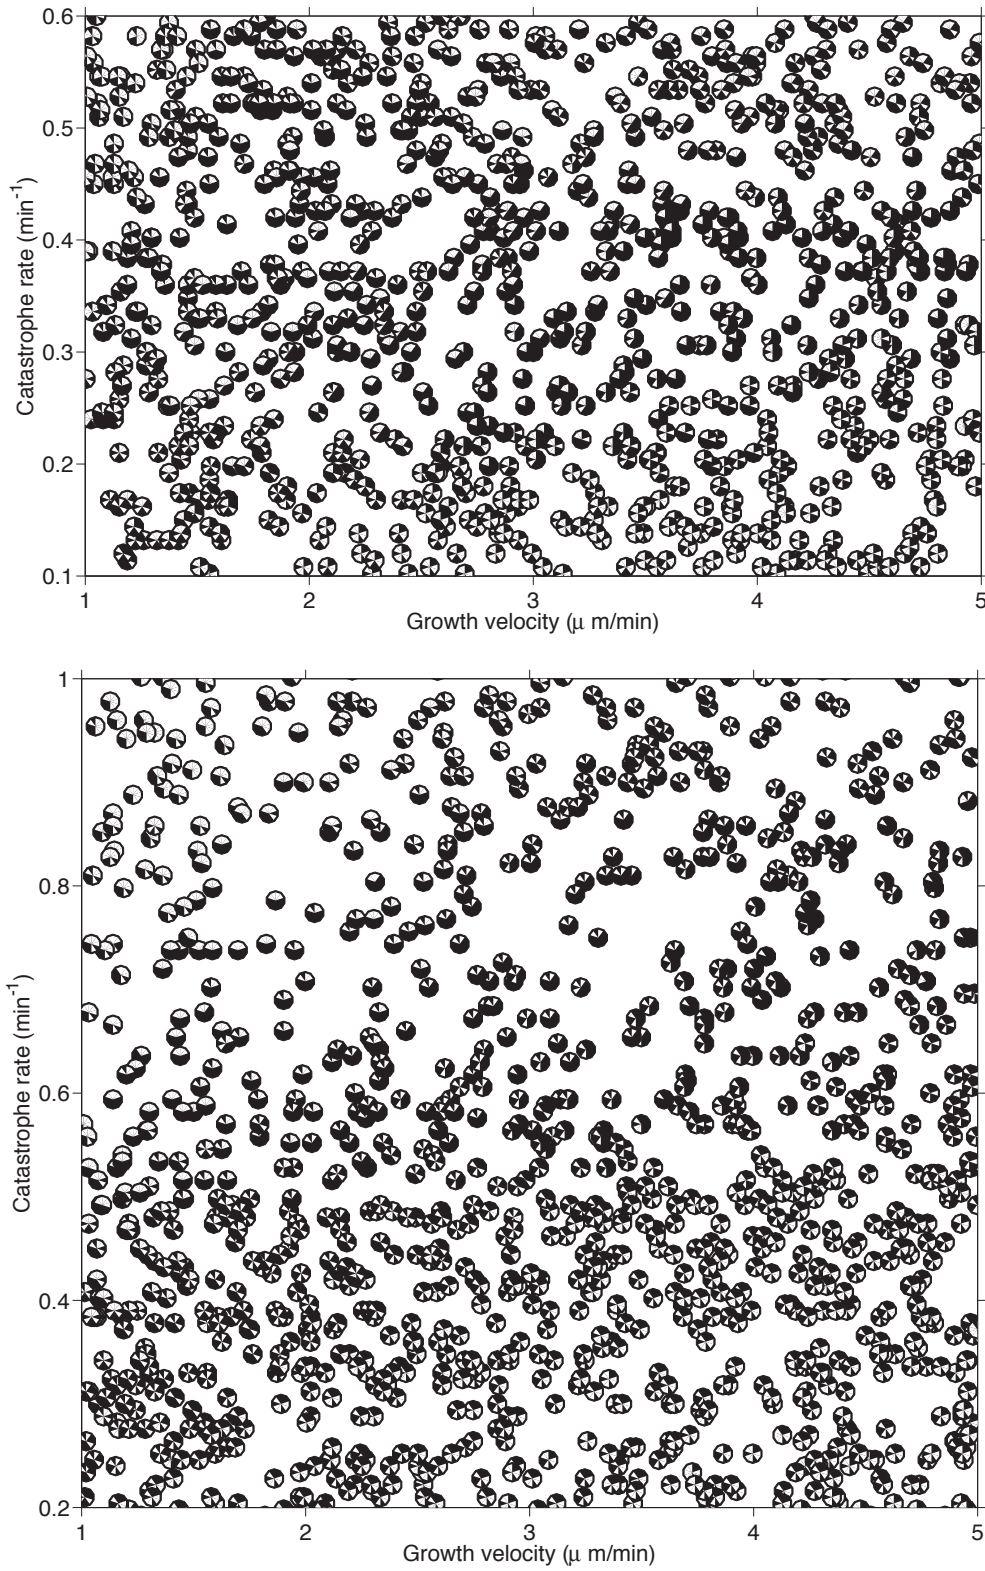 0.6
0.5
0.4
0.3
0.2
0.1
Catastrophe rate (min-1)
1 2 3 4 5
Growth velocity (μ m/min)
1
0.8
0.6
0.4
0.2
Catastrophe rate (min-1)
1 2 3 4 5
Growth velocity (μ m/min)